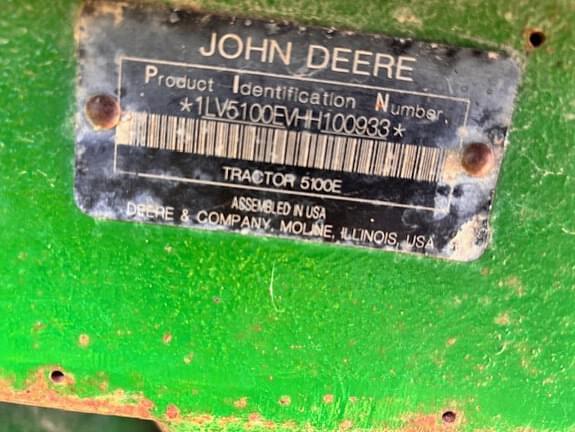 JOHN DEERE
Product Identification Number
*1LV5100EVHH100933*
TRACTOR 5100E
ASSEMBLED IN USA
DEERE & COMPANY, MOLINE, ILLINOIS, USA